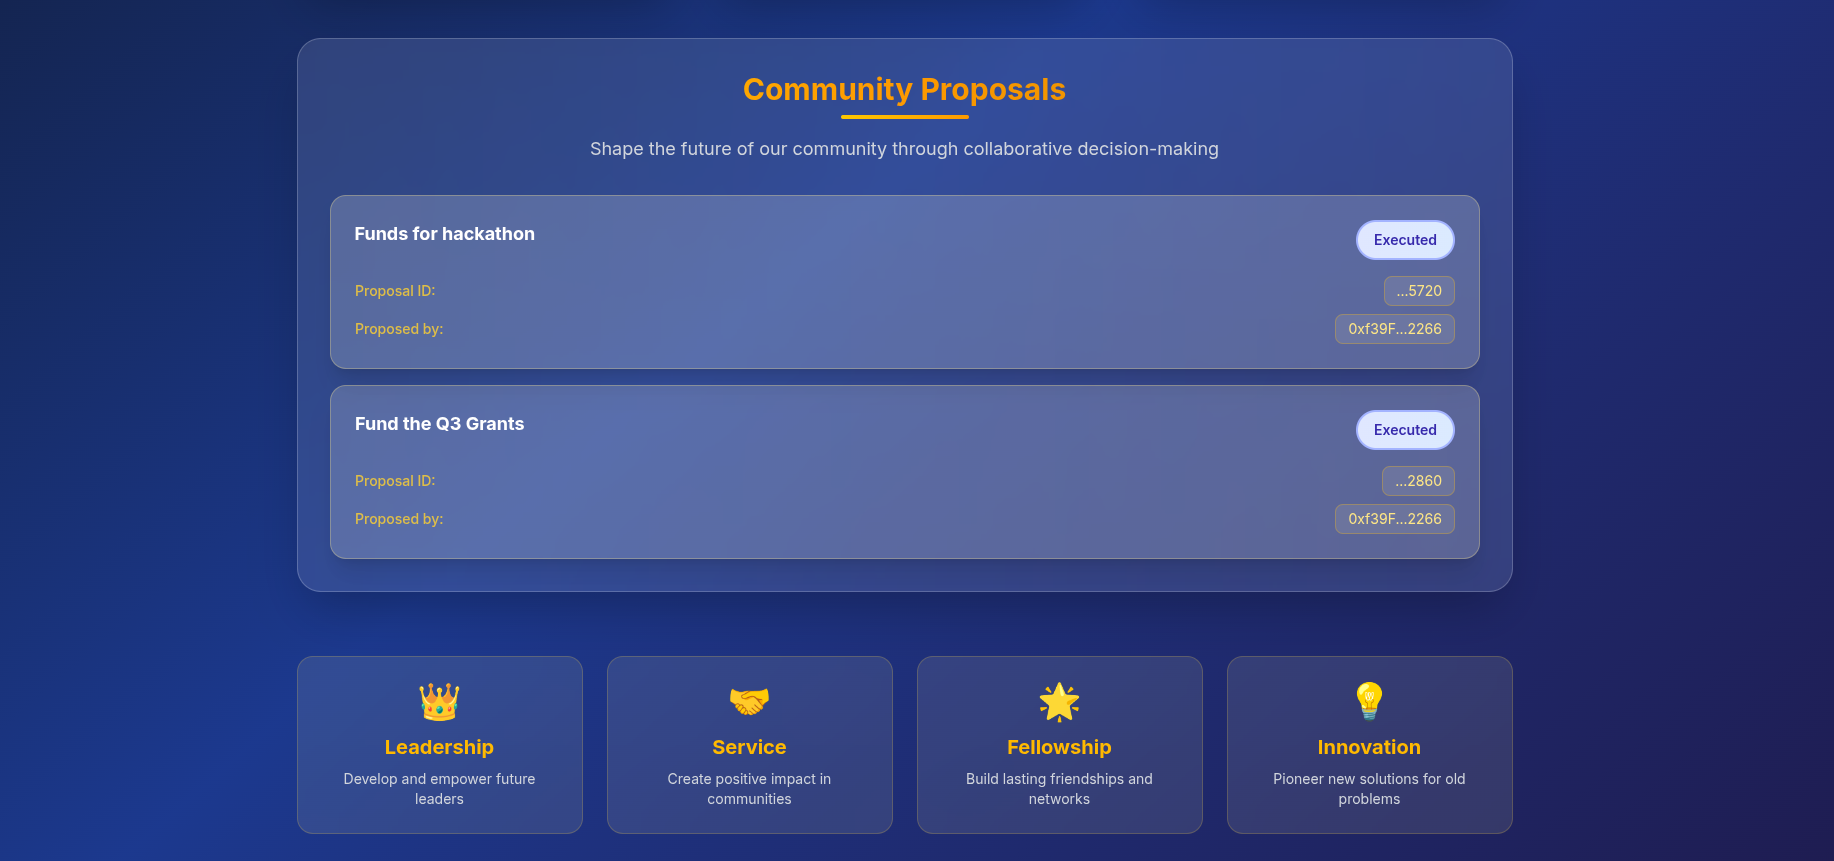 Community Proposals
Shape the future of our community through collaborative decision-making
Funds for hackathon
Executed
Proposal ID:
...5720
Proposed by:
0xf39F...2266
Fund the Q3 Grants
Executed
Proposal ID:
...2860
Proposed by:
0xf39F...2266
Leadership
Develop and empower future
leaders
Service
Create positive impact in
communities
Fellowship
Build lasting friendships and
networks
Innovation
Pioneer new solutions for old
problems